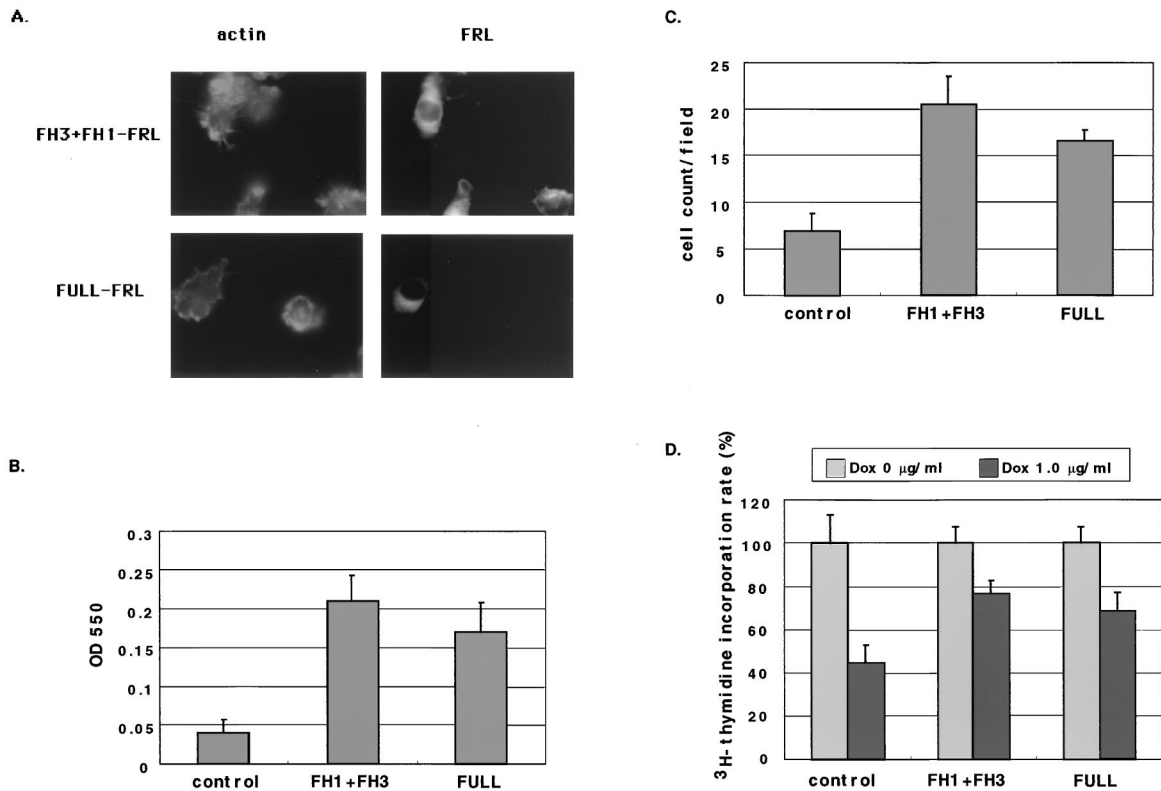 A.
actin FRL
FH3+FH1-FRL
FULL-FRL
B.
OD 550
0.3
0.25
0.2
0.15
0.1
0.05
0
control FH1+FH3 FULL
C.
cell count/field
25
20
15
10
5
0
control FH1+FH3 FULL
D.
³H-thymidine incorporation rate (%)
Dox 0 µg/ml Dox 1.0 µg/ml
120
100
80
60
40
20
0
control FH1+FH3 FULL